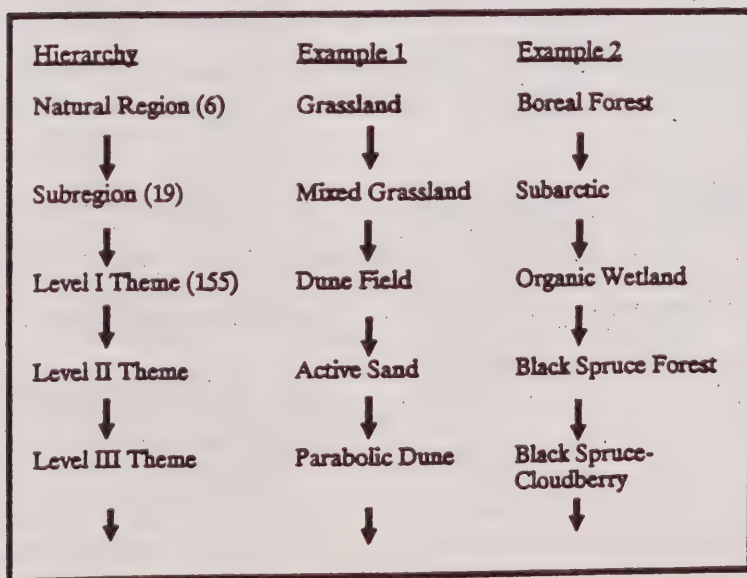 Hierarchy Example 1 Example 2
Natural Region (6) Grassland Boreal Forest
Subregion (19) Mixed Grassland Subarctic
Level I Theme (155) Dune Field Organic Wetland
Level II Theme Active Sand Black Spruce Forest
Level III Theme Parabolic Dune Black Spruce-
Cloudberry